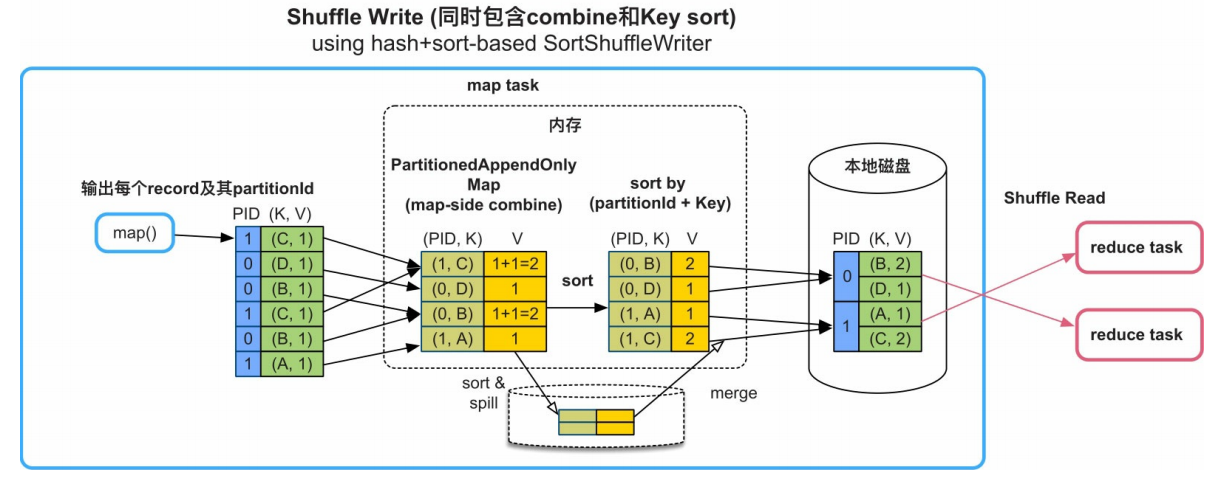 Shuffle Write (同时包含combine和Key sort)
using hash+sort-based SortShuffleWriter
map task
内存
输出每个record及其partitionId
map()
PID (K, V)
1 (C, 1)
0 (D, 1)
0 (B, 1)
1 (C, 1)
0 (B, 1)
1 (A, 1)
PartitionedAppendOnly
Map
(map-side combine)
(PID, K) V
(1, C) 1+1=2
(0, D) 1
(0, B) 1+1=2
(1, A) 1
sort
sort by
(partitionId + Key)
(PID, K) V
(0, B) 2
(0, D) 1
(1, A) 1
(1, C) 2
sort &
spill
merge
本地磁盘
PID (K, V)
0 (B, 2)
(D, 1)
1 (A, 1)
(C, 2)
Shuffle Read
reduce task
reduce task